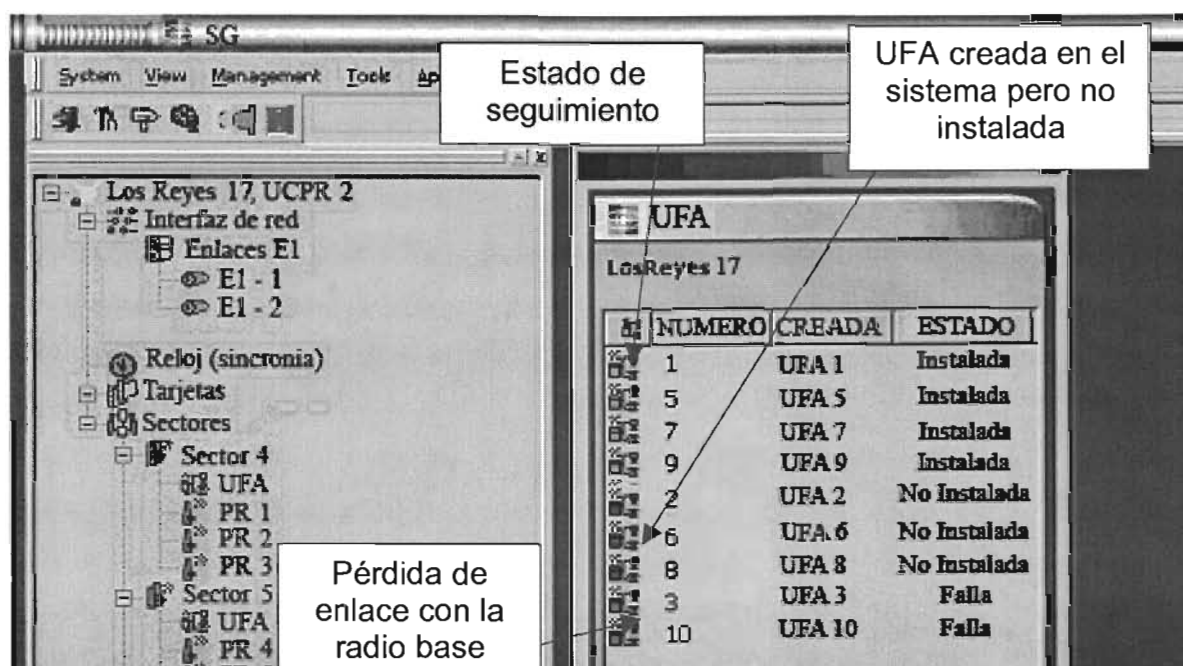 SG
System View Management Tools Ap
Estado de
seguimiento
UFA creada en el
sistema pero no
instalada
Los Reyes 17, UCPR 2
Interfaz de red
Enlaces E1
E1 - 1
E1 - 2
Reloj (sincronia)
Tarjetas
Sectores
Sector 4
UFA
PR 1
PR 2
PR 3
Sector 5
UFA
PR 4
Pérdida de
enlace con la
radio base
UFA
LosReyes 17
NUMERO CREADA ESTADO
1 UFA 1 Instalada
5 UFA 5 Instalada
7 UFA 7 Instalada
9 UFA 9 Instalada
2 UFA 2 No Instalada
6 UFA 6 No Instalada
8 UFA 8 No Instalada
3 UFA 3 Falla
10 UFA 10 Falla